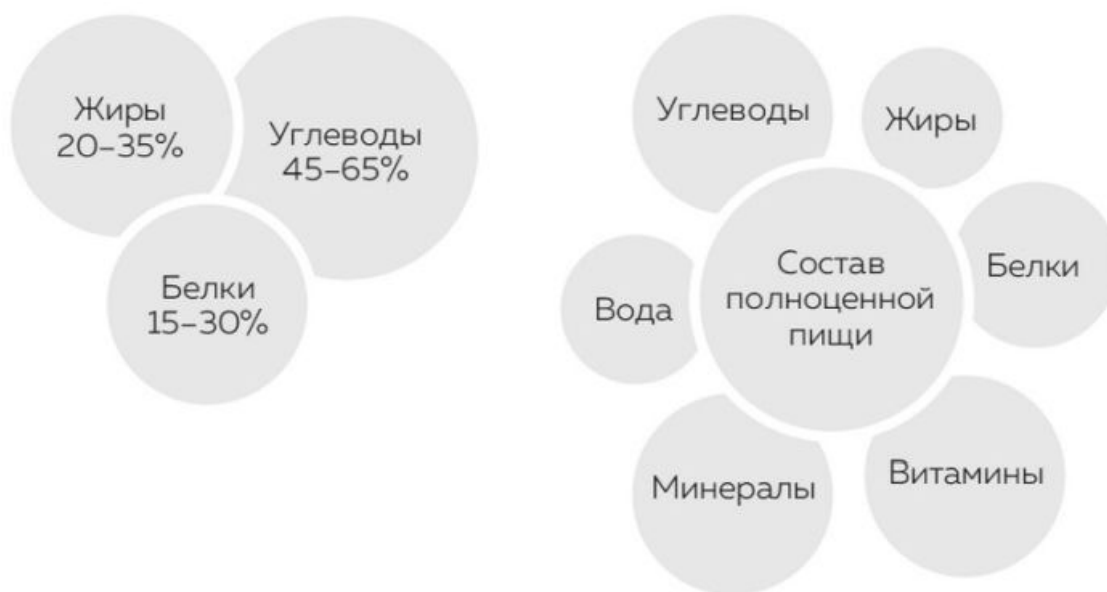 Жиры
20–35%
Углеводы
45–65%
Белки
15–30%
Углеводы
Жиры
Белки
Состав
полноценной
пищи
Вода
Минералы
Витамины